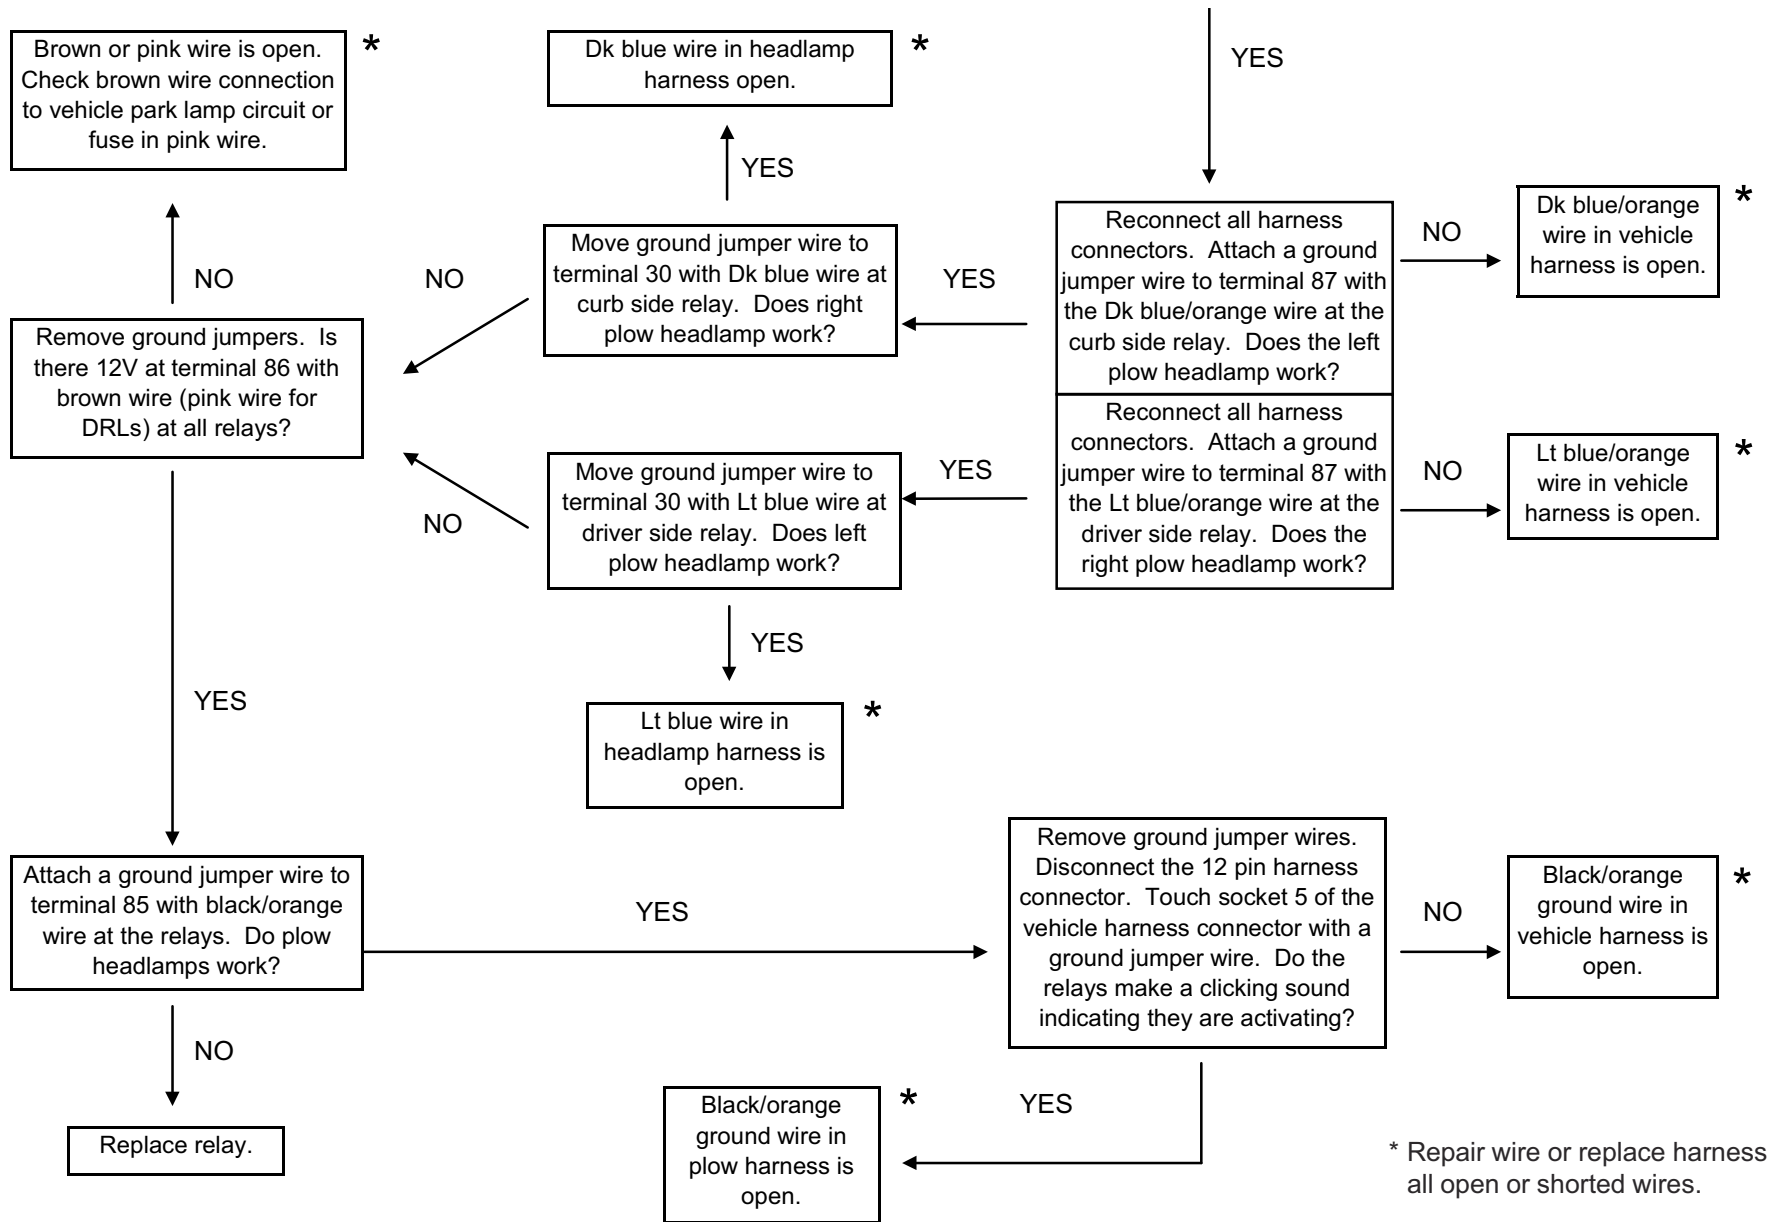 Brown or pink wire is open.
Check brown wire connection
to vehicle park lamp circuit or
fuse in pink wire.
*
Dk blue wire in headlamp
harness open.
*
YES
YES
NO
Remove ground jumpers.  Is
there 12V at terminal 86 with
brown wire (pink wire for
DRLs) at all relays?
NO
Move ground jumper wire to
terminal 30 with Dk blue wire at
curb side relay.  Does right
plow headlamp work?
YES
Reconnect all harness
connectors.  Attach a ground
jumper wire to terminal 87 with
the Dk blue/orange wire at the
curb side relay.  Does the left
plow headlamp work?
NO
Dk blue/orange
wire in vehicle
harness is open.
*
NO
Move ground jumper wire to
terminal 30 with Lt blue wire at
driver side relay.  Does left
plow headlamp work?
YES
Reconnect all harness
connectors.  Attach a ground
jumper wire to terminal 87 with
the Lt blue/orange wire at the
driver side relay.  Does the
right plow headlamp work?
NO
Lt blue/orange
wire in vehicle
harness is open.
*
YES
YES
Lt blue wire in
headlamp harness is
open.
*
Attach a ground jumper wire to
terminal 85 with black/orange
wire at the relays.  Do plow
headlamps work?
YES
Remove ground jumper wires.
Disconnect the 12 pin harness
connector.  Touch socket 5 of the
vehicle harness connector with a
ground jumper wire.  Do the
relays make a clicking sound
indicating they are activating?
NO
Black/orange
ground wire in
vehicle harness is
open.
*
NO
Replace relay.
Black/orange
ground wire in
plow harness is
open.
*
YES
* Repair wire or replace harness
all open or shorted wires.